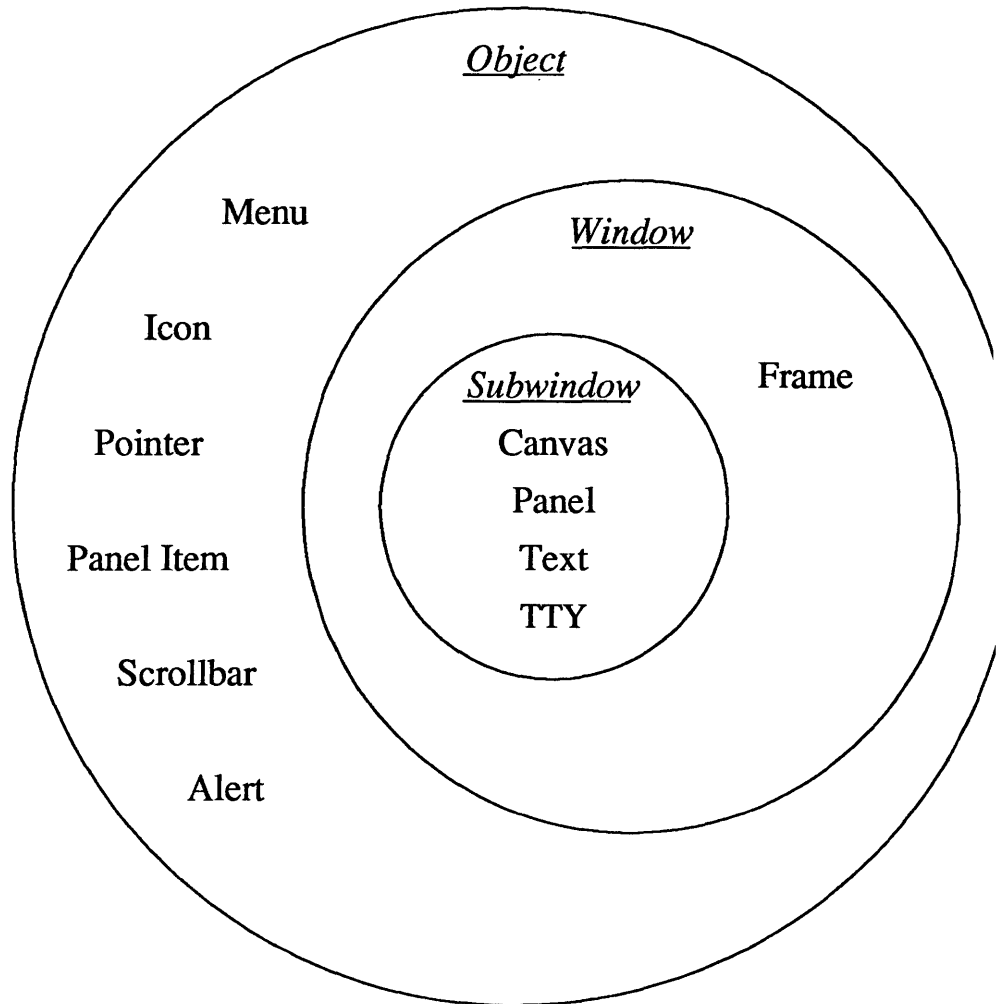 Object
Menu
Window
Icon
Frame
Subwindow
Canvas
Pointer
Panel
Panel Item
Text
TTY
Scrollbar
Alert